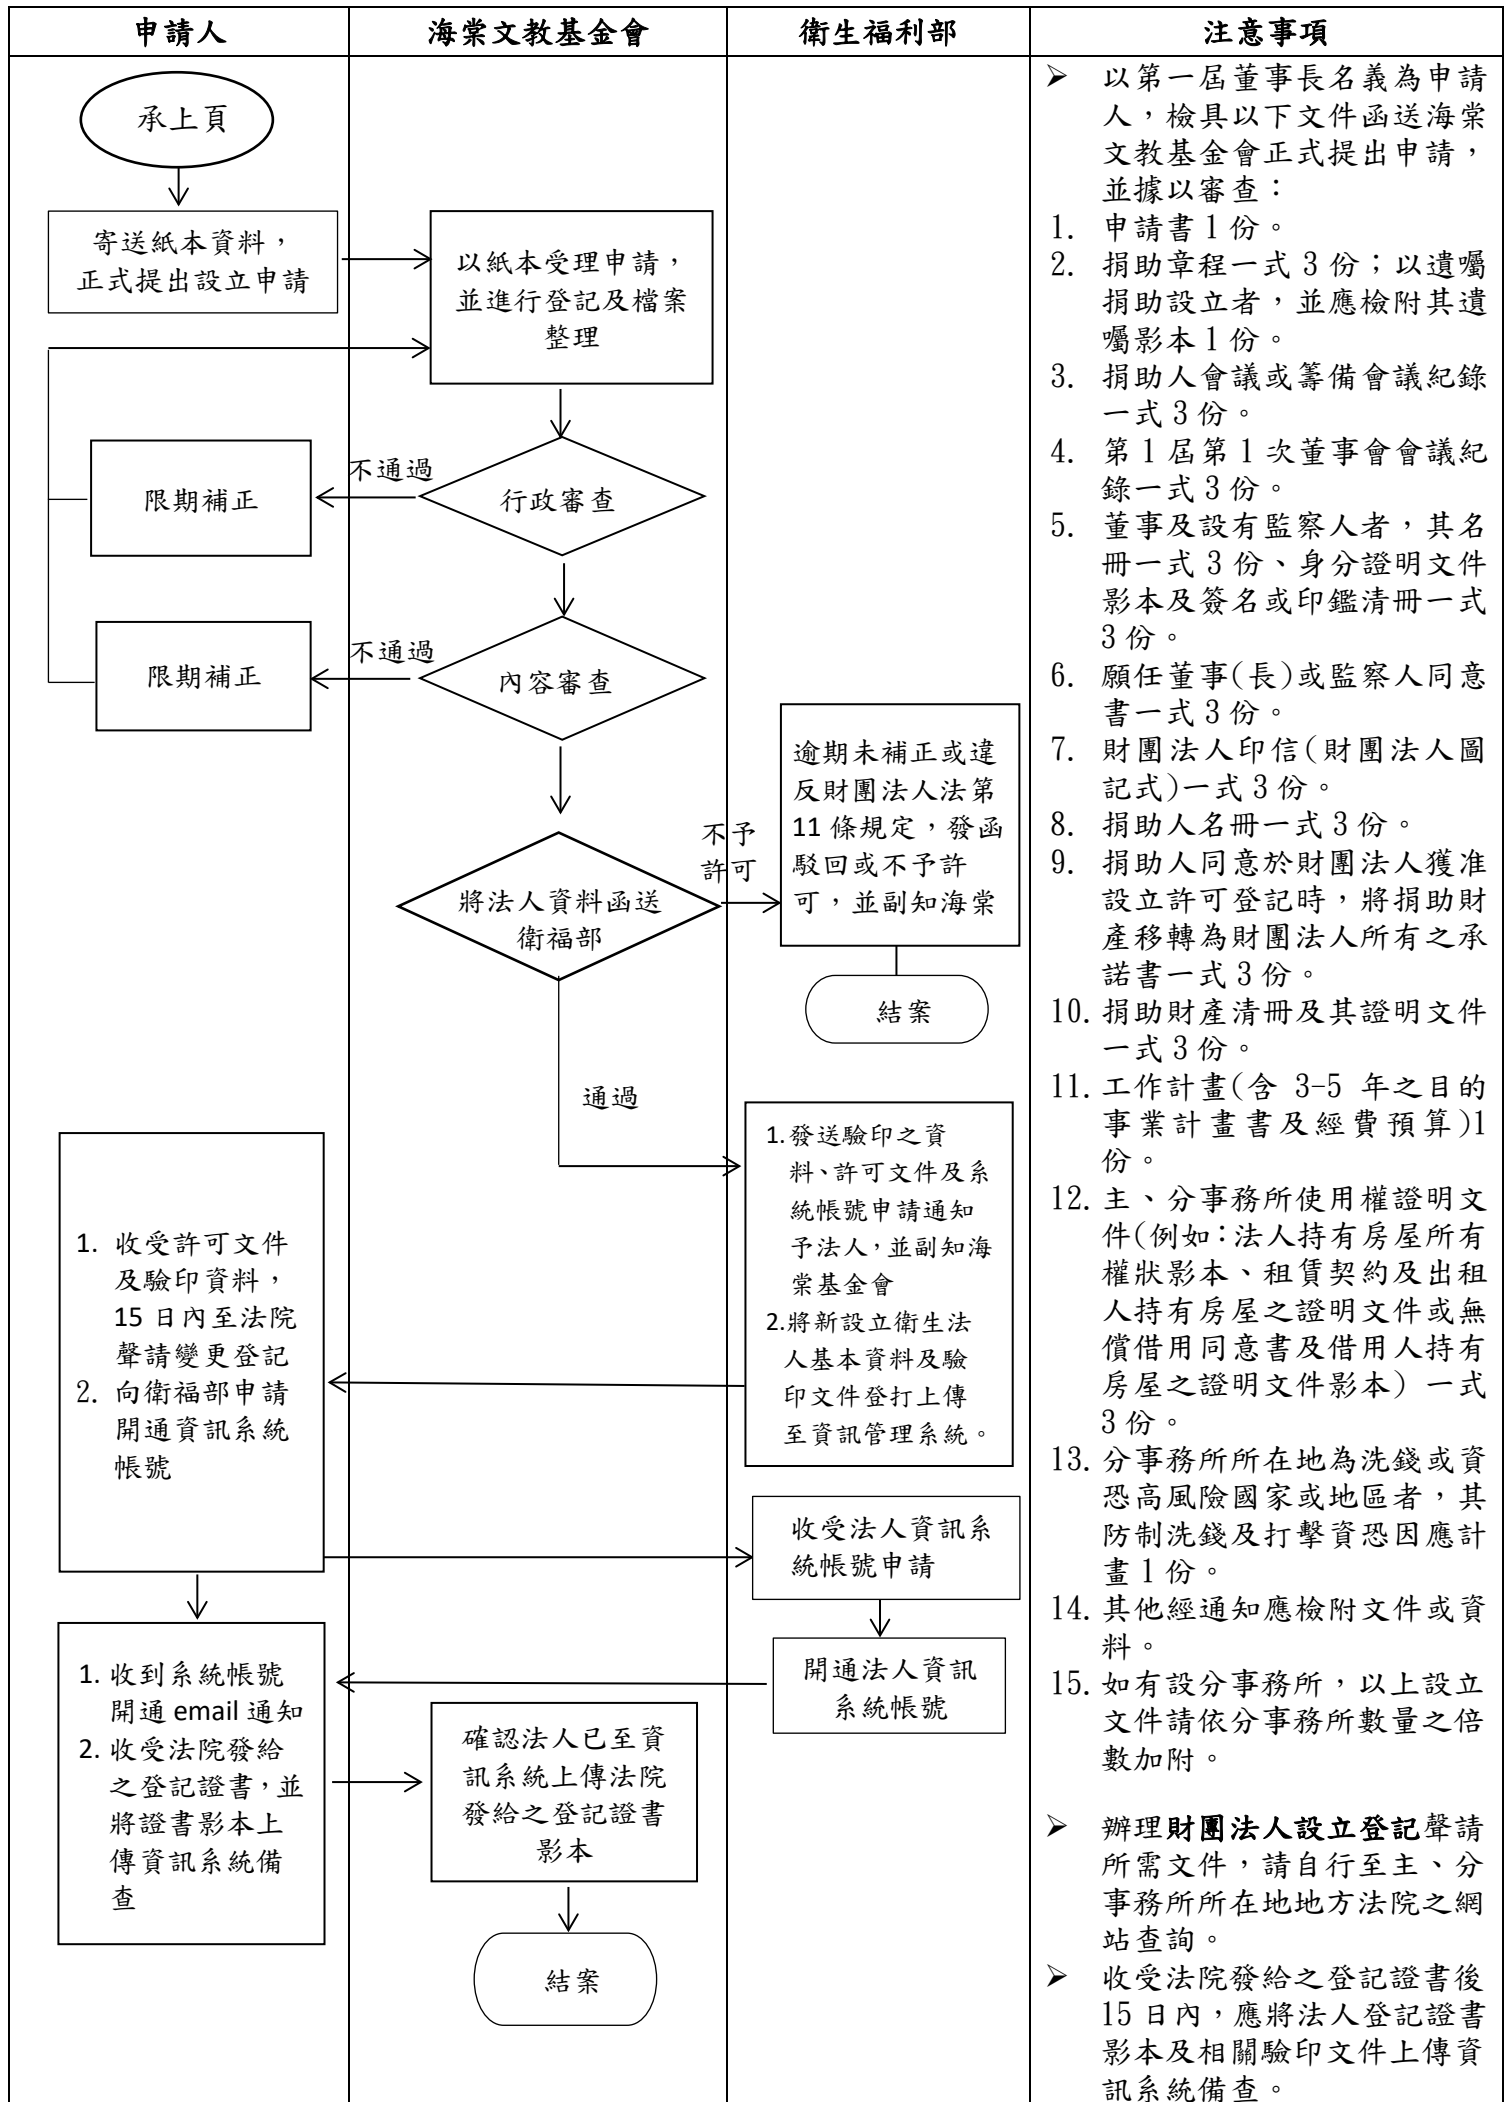 申請人
海棠文教基金會
衛生福利部
注意事項
承上頁
寄送紙本資料，
正式提出設立申請
以紙本受理申請，
並進行登記及檔案
整理
不通過
限期補正
行政審查
不通過
限期補正
內容審查
逾期未補正或違
反財團法人法第
11 條規定，發函
駁回或不予許
可，並副知海棠
不予
許可
將法人資料函送
衛福部
結案
通過
1.發送驗印之資
料、許可文件及系
統帳號申請通知
予法人，並副知海
棠基金會
2.將新設立衛生法
人基本資料及驗
印文件登打上傳
至資訊管理系統。
1. 收受許可文件
及驗印資料，
15 日內至法院
聲請變更登記
2. 向衛福部申請
開通資訊系統
帳號
收受法人資訊系
統帳號申請
開通法人資訊
系統帳號
1. 收到系統帳號
開通 email 通知
2. 收受法院發給
之登記證書，並
將證書影本上
傳資訊系統備
查
確認法人已至資
訊系統上傳法院
發給之登記證書
影本
結案
➢ 以第一屆董事長名義為申請
人，檢具以下文件函送海棠
文教基金會正式提出申請，
並據以審查：
1. 申請書 1 份。
2. 捐助章程一式 3 份；以遺囑
捐助設立者，並應檢附其遺
囑影本 1 份。
3. 捐助人會議或籌備會議紀錄
一式 3 份。
4. 第 1 屆第 1 次董事會會議紀
錄一式 3 份。
5. 董事及設有監察人者，其名
冊一式 3 份、身分證明文件
影本及簽名或印鑑清冊一式
3 份。
6. 願任董事(長)或監察人同意
書一式 3 份。
7. 財團法人印信(財團法人圖
記式)一式 3 份。
8. 捐助人名冊一式 3 份。
9. 捐助人同意於財團法人獲准
設立許可登記時，將捐助財
產移轉為財團法人所有之承
諾書一式 3 份。
10. 捐助財產清冊及其證明文件
一式 3 份。
11. 工作計畫(含 3-5 年之目的
事業計畫書及經費預算)1
份。
12. 主、分事務所使用權證明文
件(例如：法人持有房屋所有
權狀影本、租賃契約及出租
人持有房屋之證明文件或無
償借用同意書及借用人持有
房屋之證明文件影本) 一式
3 份。
13. 分事務所所在地為洗錢或資
恐高風險國家或地區者，其
防制洗錢及打擊資恐因應計
畫 1 份。
14. 其他經通知應檢附文件或資
料。
15. 如有設分事務所，以上設立
文件請依分事務所數量之倍
數加附。
➢ 辦理財團法人設立登記聲請
所需文件，請自行至主、分
事務所所在地地方法院之網
站查詢。
➢ 收受法院發給之登記證書後
15 日內，應將法人登記證書
影本及相關驗印文件上傳資
訊系統備查。